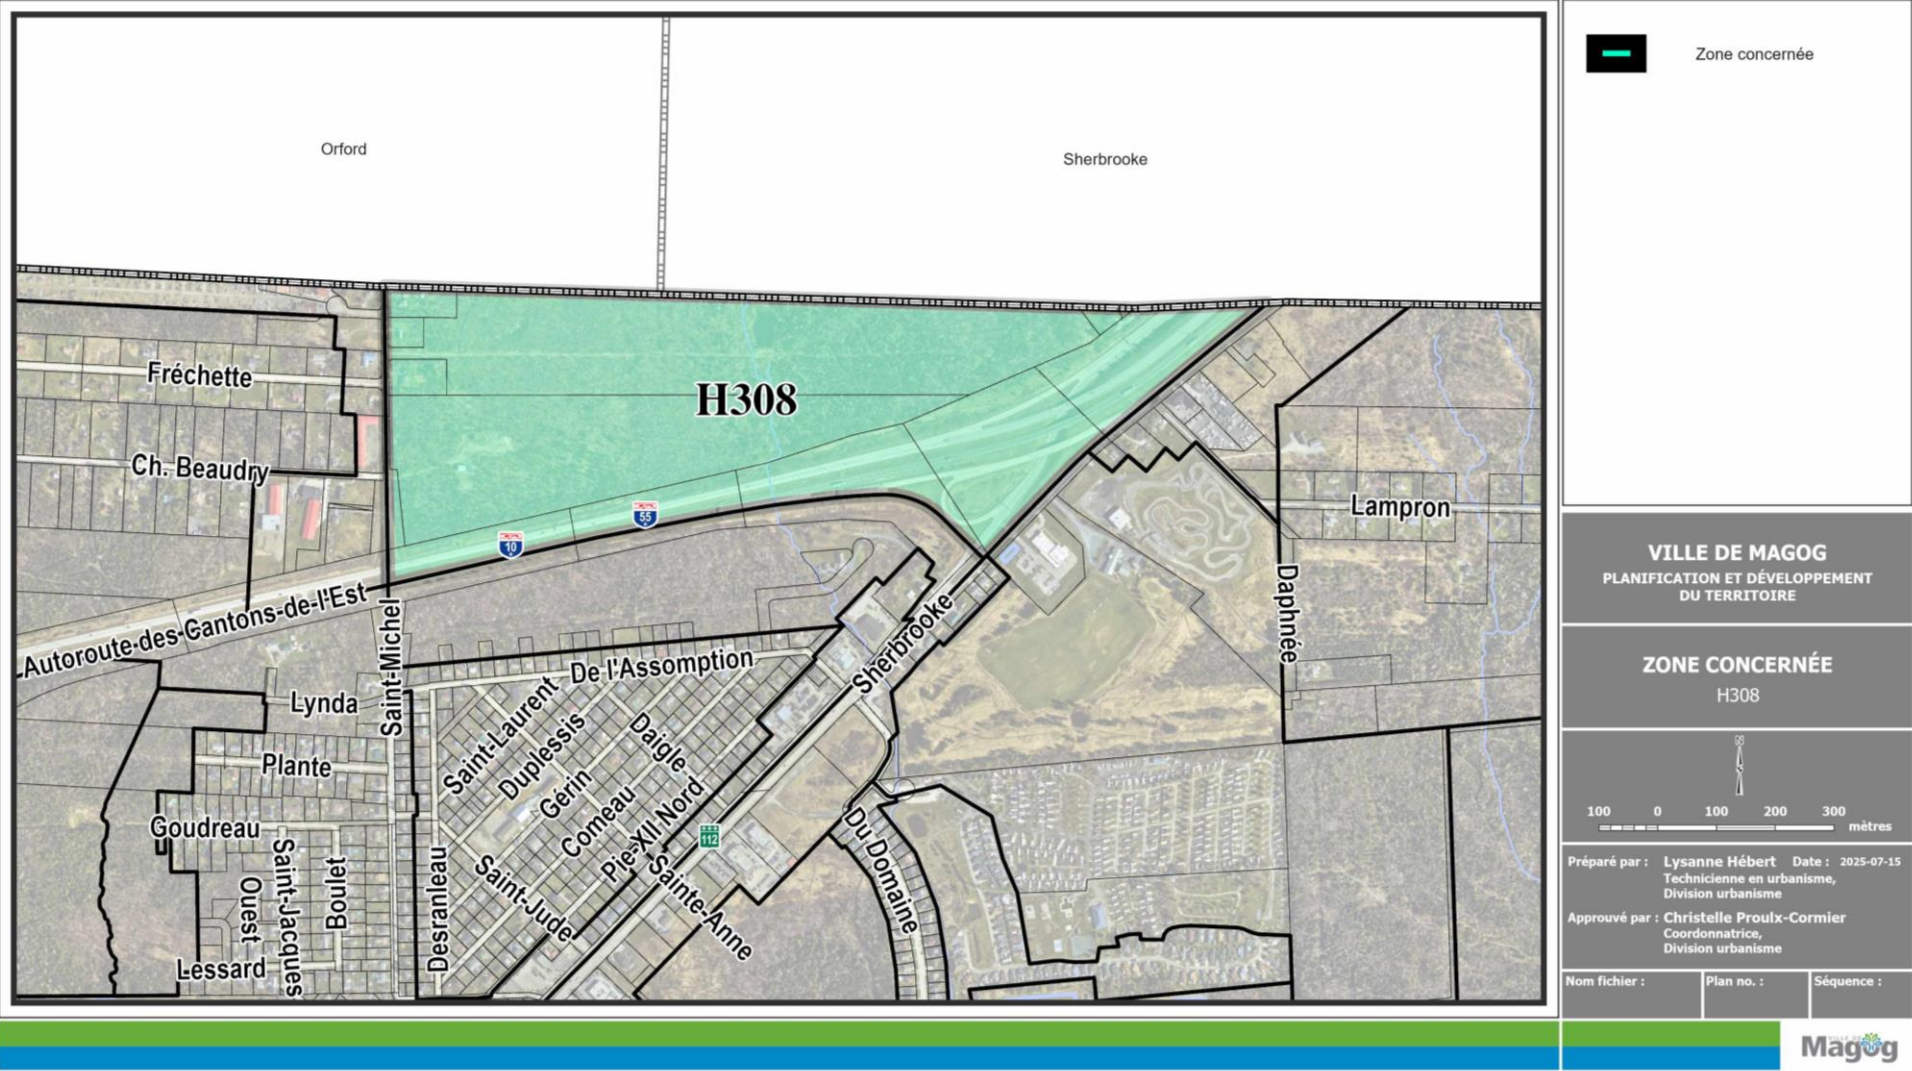 Orford
Sherbrooke
Zone concernée
H308
Fréchette
Ch. Beaudry
55
10
Lampron
Autoroute-des-Cantons-de-l'Est
Saint-Michel
Daphnée
Sherbrooke
De l'Assomption
Lynda
Saint-Laurent
Duplessis
Daigle
Plante
Gérin
Comeau
Pie-XII Nord
112
Goudreau
Saint-Jacques
Ouest
Boulet
Desranleau
Saint-Jude
Sainte-Anne
Du Domaine
Lessard
VILLE DE MAGOG
PLANIFICATION ET DÉVELOPPEMENT
DU TERRITOIRE
ZONE CONCERNÉE
H308
N
100 0 100 200 300
mètres
Préparé par : Lysanne Hébert Date : 2025-07-15
Technicienne en urbanisme,
Division urbanisme
Approuvé par : Christelle Proulx-Cormier
Coordonnatrice,
Division urbanisme
Nom fichier : Plan no. : Séquence :
VILLE DE
Magog